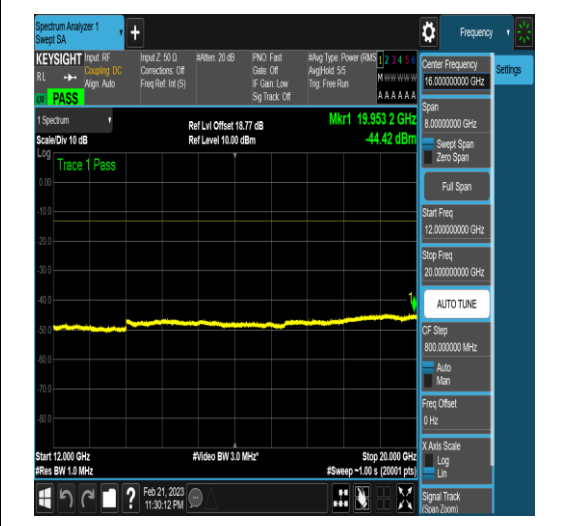 Spectrum Analyzer 1
Swept SA
Frequency
KEYSIGHT
Input: RF
Input Z: 50 Ω
#Atten: 20 dB
PNO: Fast
#Avg Type: Power (RMS
1 2 3 4 5 6
RL
Coupling: DC
Corrections: Off
Gate: Off
Avg|Hold: 5/5
M W W W W W
Align: Auto
Freq Ref: Int (S)
IF Gain: Low
Trig: Free Run
Sig Track: Off
A A A A A A
PASS
Center Frequency
16.000000000 GHz
Settings
Span
8.00000000 GHz
Swept Span
Zero Span
Full Span
Start Freq
12.000000000 GHz
Stop Freq
20.000000000 GHz
AUTO TUNE
CF Step
800.000000 MHz
Auto
Man
Freq Offset
0 Hz
X Axis Scale
Log
Lin
Signal Track
(Span Zoom)
1 Spectrum
Scale/Div 10 dB
Ref Lvl Offset 18.77 dB
Ref Level 10.00 dBm
Mkr1 19.953 2 GHz
-44.42 dBm
Log
Trace 1 Pass
0.00
-10.0
-20.0
-30.0
-40.0
-50.0
-60.0
-70.0
-80.0
1
Start 12.000 GHz
#Video BW 3.0 MHz*
Stop 20.000 GHz
#Res BW 1.0 MHz
#Sweep ~1.00 s (20001 pts)
?
Feb 21, 2023
11:30:12 PM